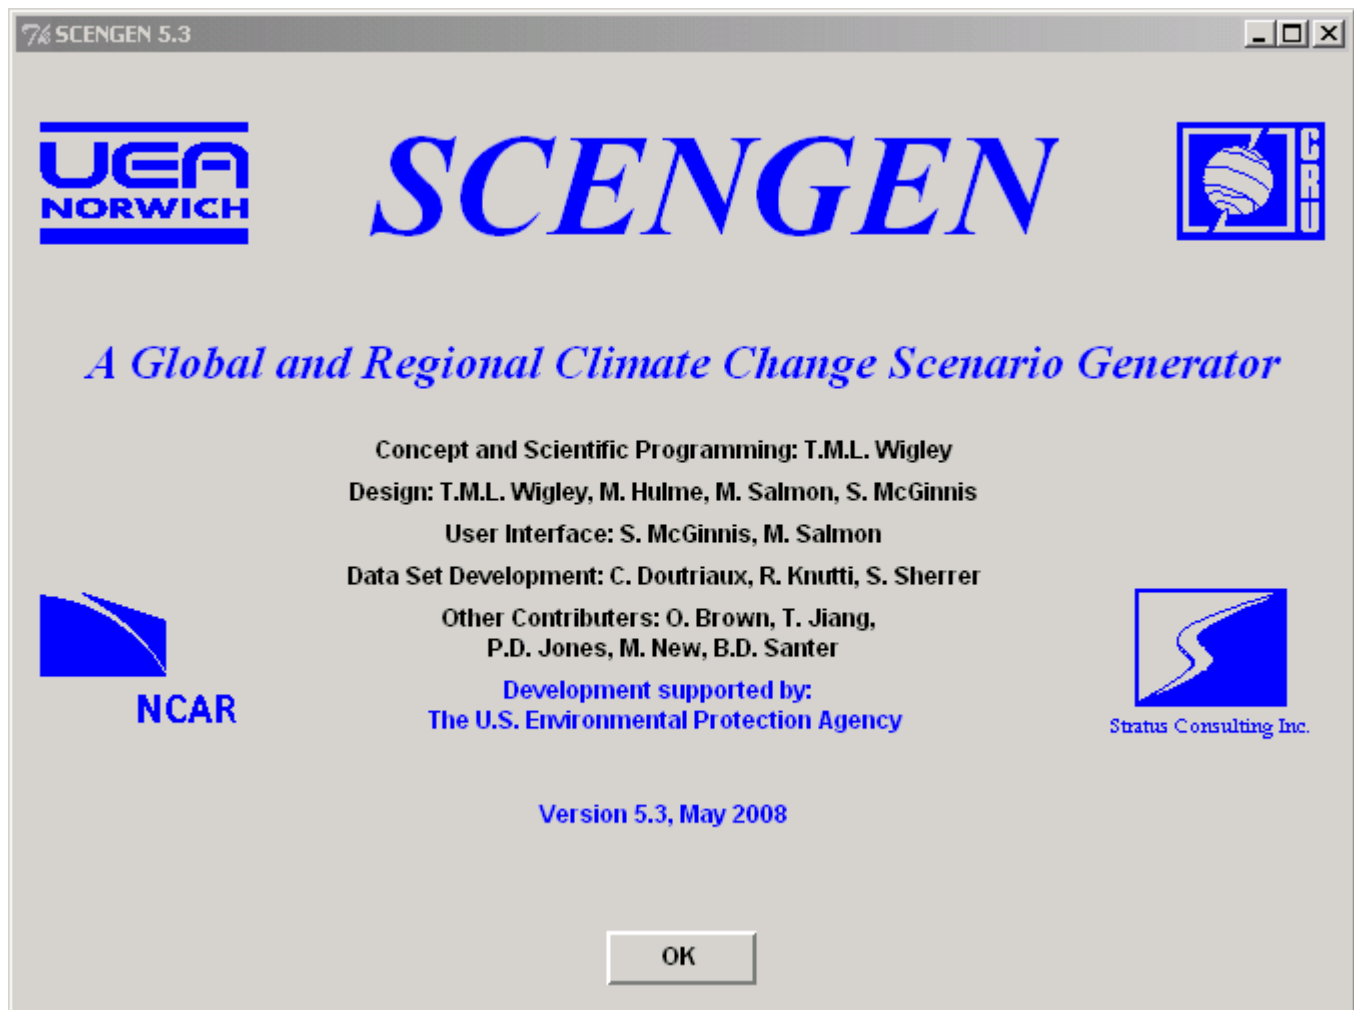 SCENGEN 5.3
UEA
NORWICH
SCENGEN
CRU
A Global and Regional Climate Change Scenario Generator
Concept and Scientific Programming: T.M.L. Wigley
Design: T.M.L. Wigley, M. Hulme, M. Salmon, S. McGinnis
User Interface: S. McGinnis, M. Salmon
Data Set Development: C. Doutriaux, R. Knutti, S. Sherrer
Other Contributers: O. Brown, T. Jiang,
P.D. Jones, M. New, B.D. Santer
Development supported by:
The U.S. Environmental Protection Agency
NCAR
Stratus Consulting Inc.
Version 5.3, May 2008
OK